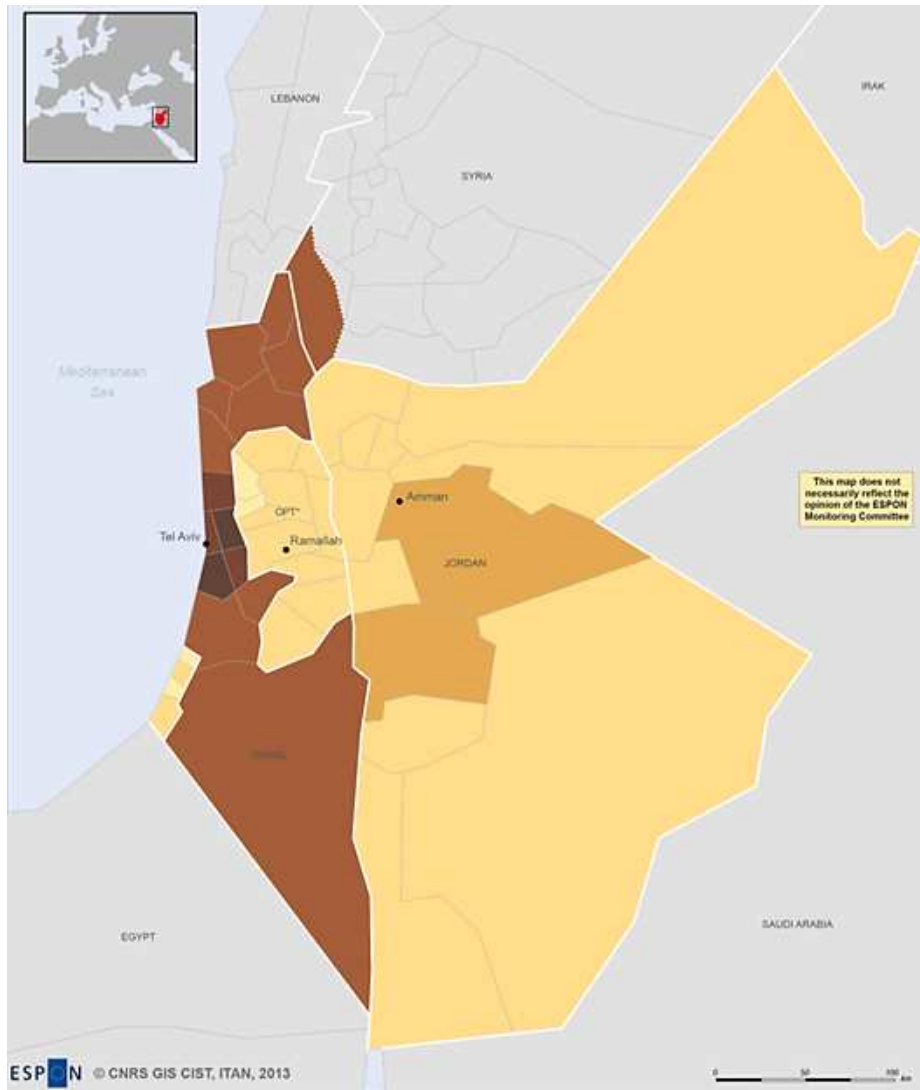 LEBANON
IRAK
SYRIA
Mediterranean
Sea
This map does not
necessarily reflect the
opinion of the ESPON
Monitoring Committee
Amman
OPT*
Tel Aviv
Ramallah
JORDAN
EGYPT
SAUDI ARABIA
ESPON © CNRS GIS CIST, ITAN, 2013
0 50 100
km